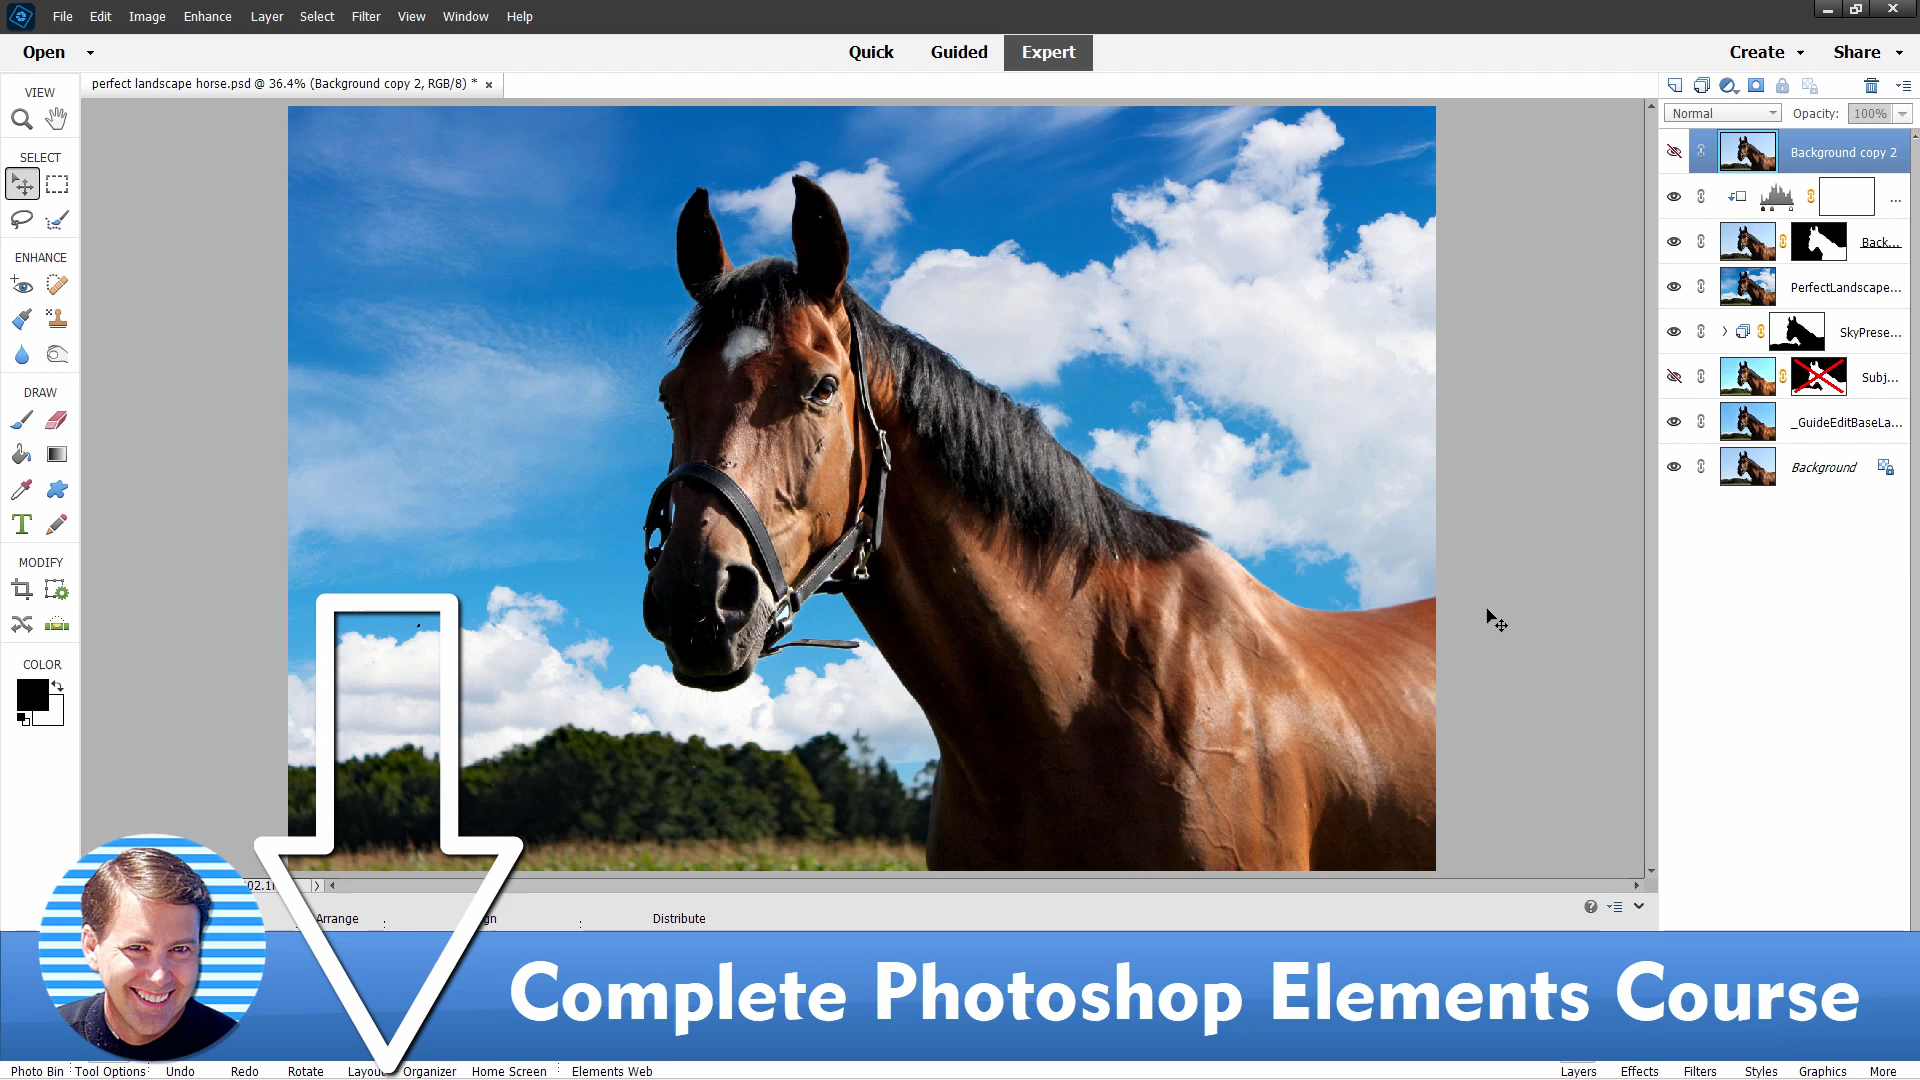 File Edit Image Enhance Layer Select Filter View Window Help
Open Quick Guided Expert Create Share
perfect landscape horse.psd @ 36.4% (Background copy 2, RGB/8) * ×
VIEW
SELECT
ENHANCE
DRAW
MODIFY
COLOR
Normal Opacity: 100%
Background copy 2
...
Back...
PerfectLandscape...
SkyPrese...
Subj...
_GuideEditBaseLa...
Background
Arrange Distribute
Complete Photoshop Elements Course
Photo Bin Tool Options Undo Redo Rotate Organizer Home Screen Elements Web
Layers Effects Filters Styles Graphics More